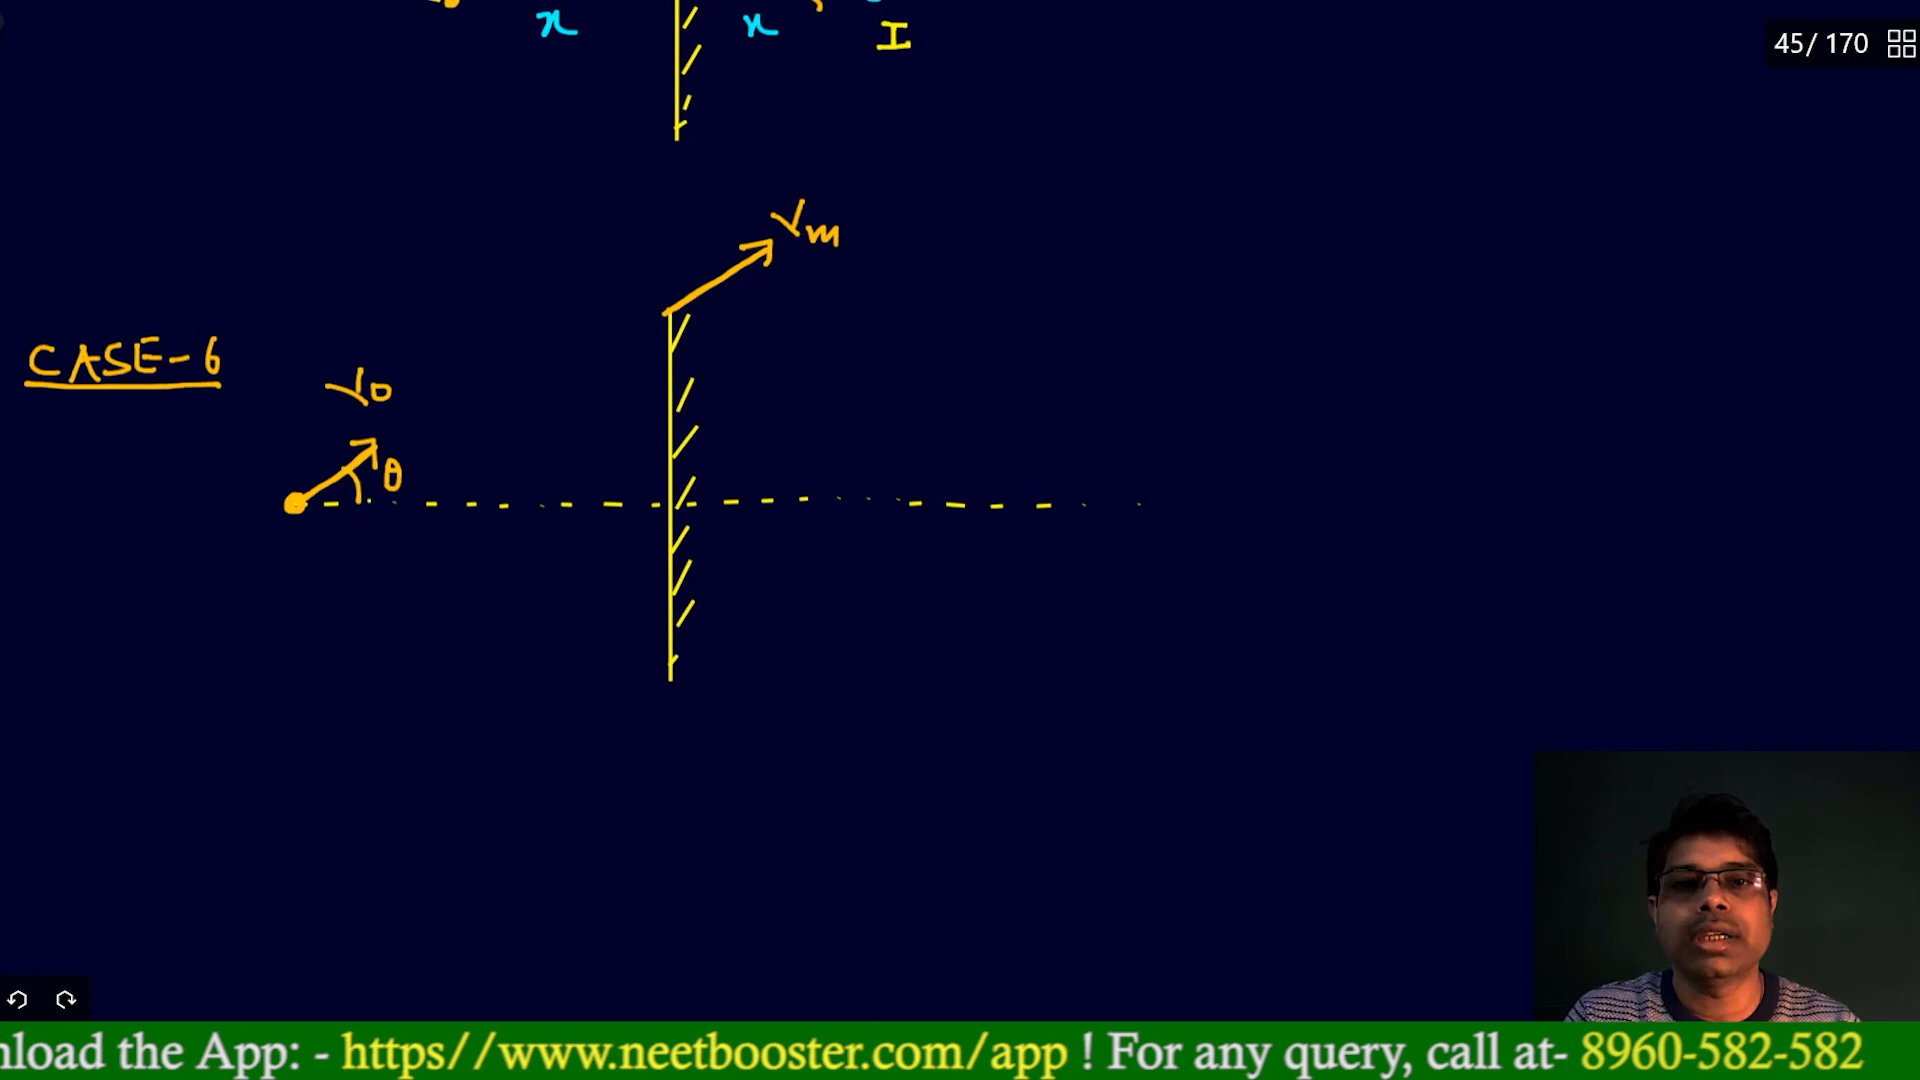 x x I
45/ 170
Vm
CASE-6
Vo
θ
nload the App: - https//www.neetbooster.com/app ! For any query, call at- 8960-582-582